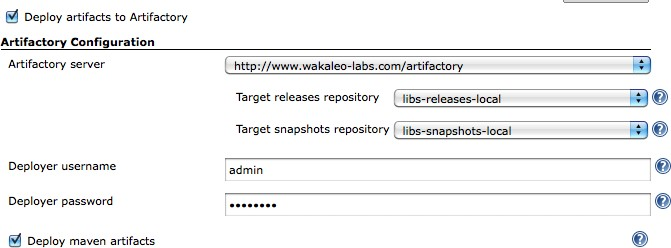 Deploy artifacts to Artifactory
Artifactory Configuration
Artifactory server http://www.wakaleo-labs.com/artifactory
Target releases repository libs-releases-local
Target snapshots repository libs-snapshots-local
Deployer username admin
Deployer password ••••••••
Deploy maven artifacts